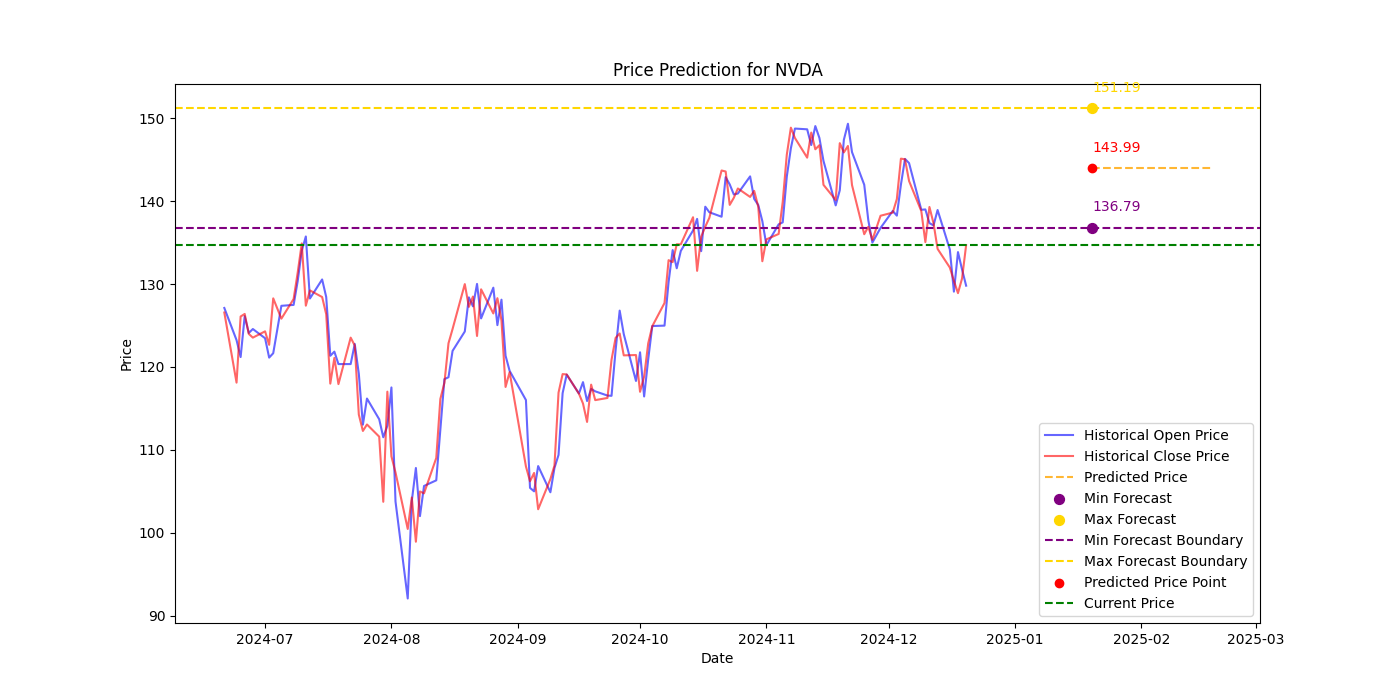 Price Prediction for NVDA
151.19
143.99
136.79
150
140
130
120
110
100
90
Price
Historical Open Price
Historical Close Price
Predicted Price
Min Forecast
Max Forecast
Min Forecast Boundary
Max Forecast Boundary
Predicted Price Point
Current Price
2024-07 2024-08 2024-09 2024-10 2024-11 2024-12 2025-01 2025-02 2025-03
Date